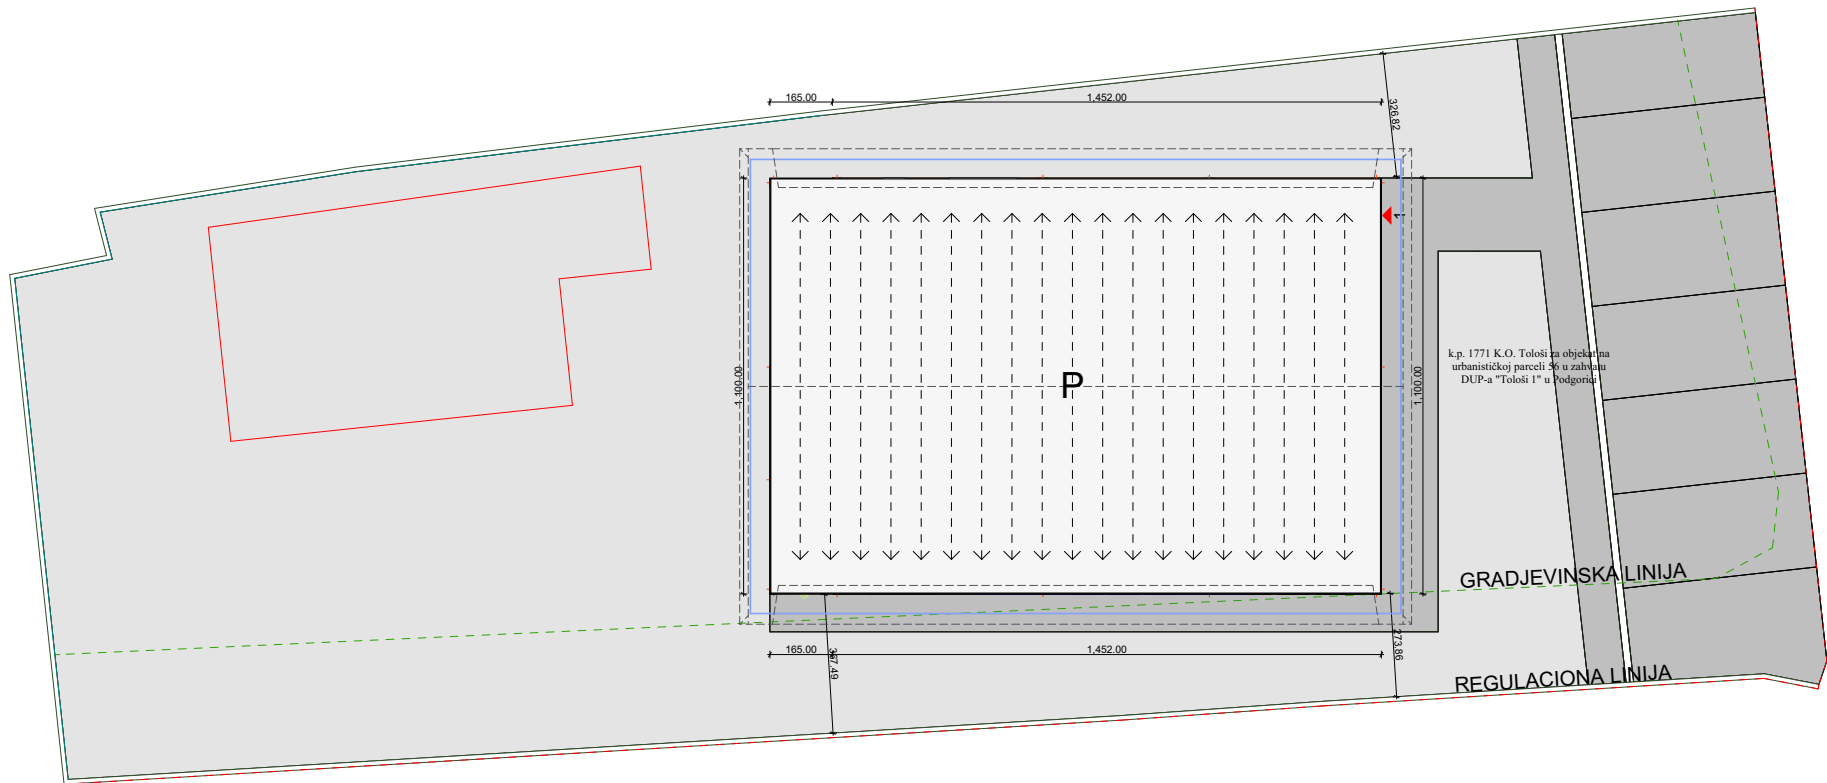 165.00
1,452.00
326.82
1
1,100.00
P
1,100.00
k.p. 1771 K.O. Tološi za objekat na
urbanističkoj parceli 56 u zahvatu
DUP-a "Tološi 1" u Podgorici
GRADJEVINSKA LINIJA
165.00
1,452.00
367.49
273.86
REGULACIONA LINIJA